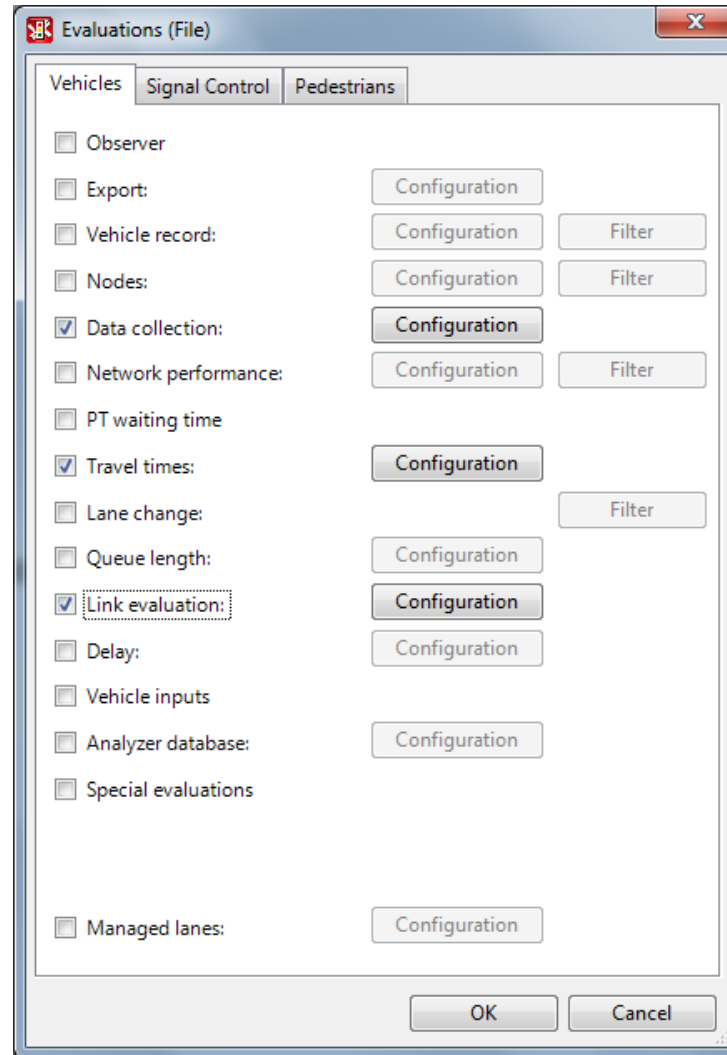 Evaluations (File)
Vehicles Signal Control Pedestrians
Observer
Export: Configuration
Vehicle record: Configuration Filter
Nodes: Configuration Filter
Data collection: Configuration
Network performance: Configuration Filter
PT waiting time
Travel times: Configuration
Lane change: Filter
Queue length: Configuration
Link evaluation: Configuration
Delay: Configuration
Vehicle inputs
Analyzer database: Configuration
Special evaluations
Managed lanes: Configuration
OK Cancel